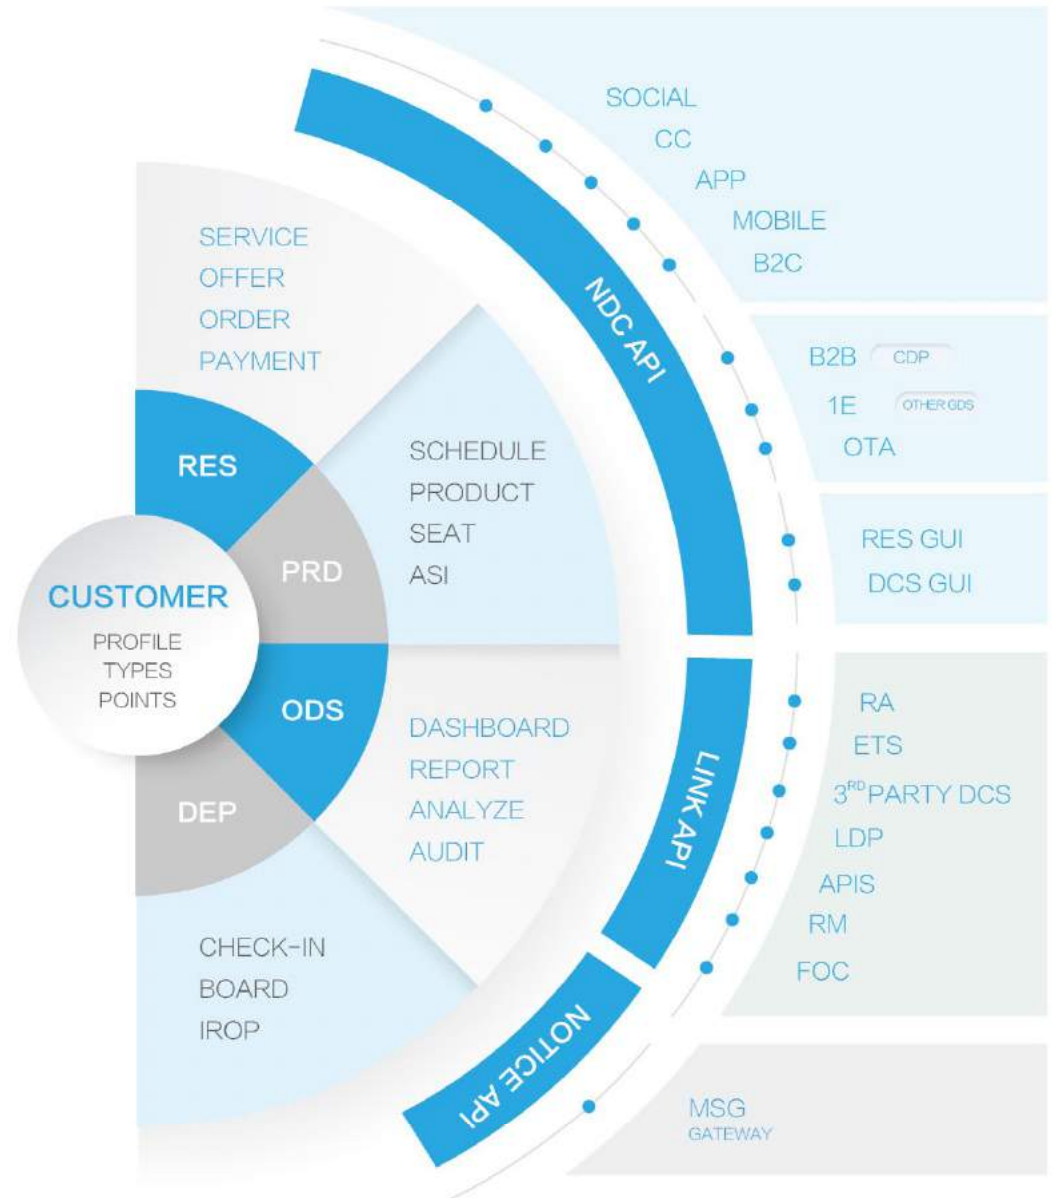 SOCIAL
CC
APP
MOBILE
B2C
SERVICE
OFFER
ORDER
PAYMENT
NDC API
B2B CDP
1E OTHER GDS
OTA
RES
SCHEDULE
PRODUCT
SEAT
ASI
PRD
RES GUI
DCS GUI
CUSTOMER
PROFILE
TYPES
POINTS
ODS
DASHBOARD
REPORT
ANALYZE
AUDIT
LINK API
RA
ETS
3RD PARTY DCS
LDP
APIS
RM
FOC
DEP
CHECK-IN
BOARD
IROP
NOTICE API
MSG
GATEWAY